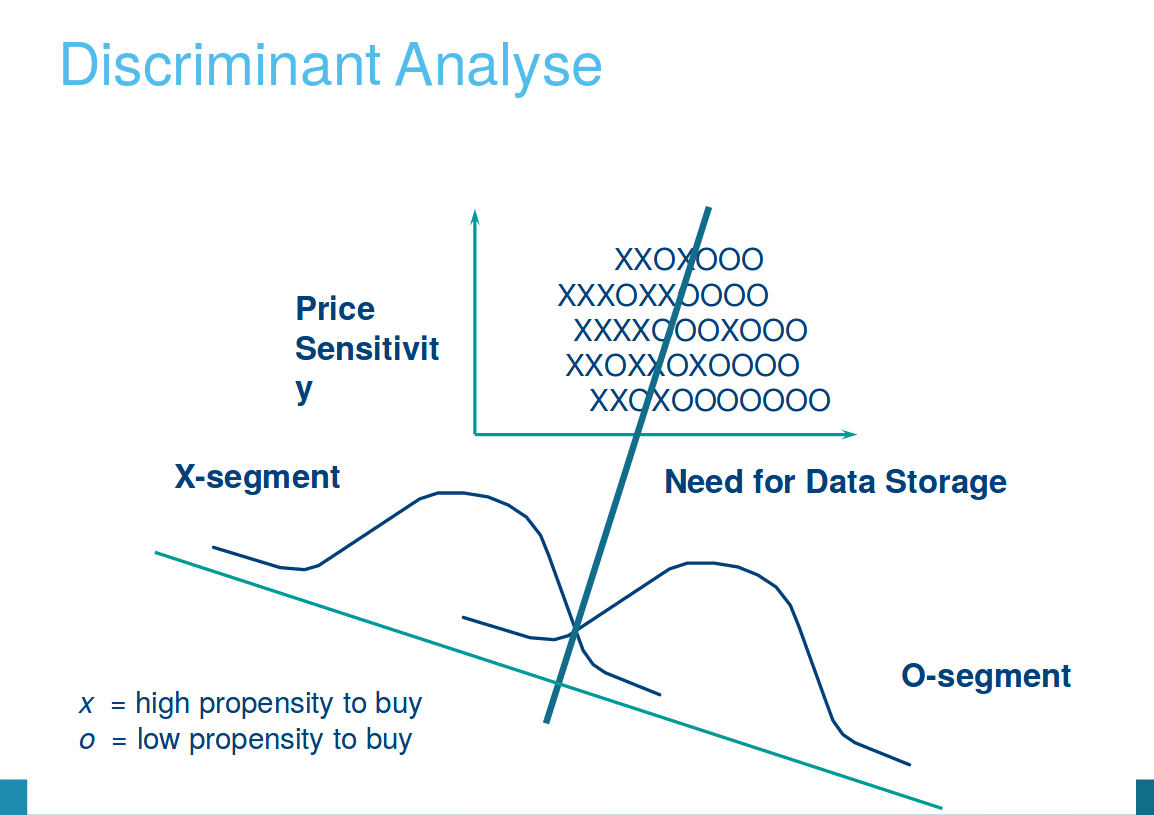 Discriminant Analyse
XXOXOOO
XXXOXXOOOO
XXXXOOOXOOO
XXOXXOXOOOO
XXOXOOOOOOO
Price
Sensitivit
y
X-segment
Need for Data Storage
O-segment
x = high propensity to buy
o = low propensity to buy